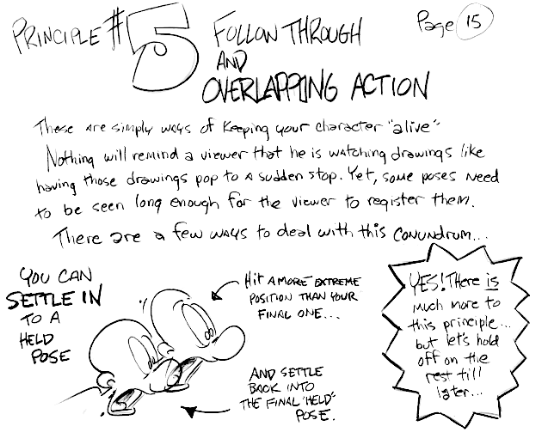 PRINCIPLE #5 FOLLOW THROUGH
AND
OVERLAPPING ACTION
Page 15
These are simply ways of keeping your character "alive"
Nothing will remind a viewer that he is watching drawings like
having those drawings pop to a sudden stop. Yet, some poses need
to be seen long enough for the viewer to register them.
There are a few ways to deal with this conundrum...
YOU CAN
SETTLE IN
TO A
HELD
POSE
HIT A MORE EXTREME
POSITION THAN YOUR
FINAL ONE...
AND SETTLE
BACK INTO
THE FINAL 'HELD'
POSE.
YES! THERE is
much more to
this principle...
but let's hold
off on the
rest till
later...